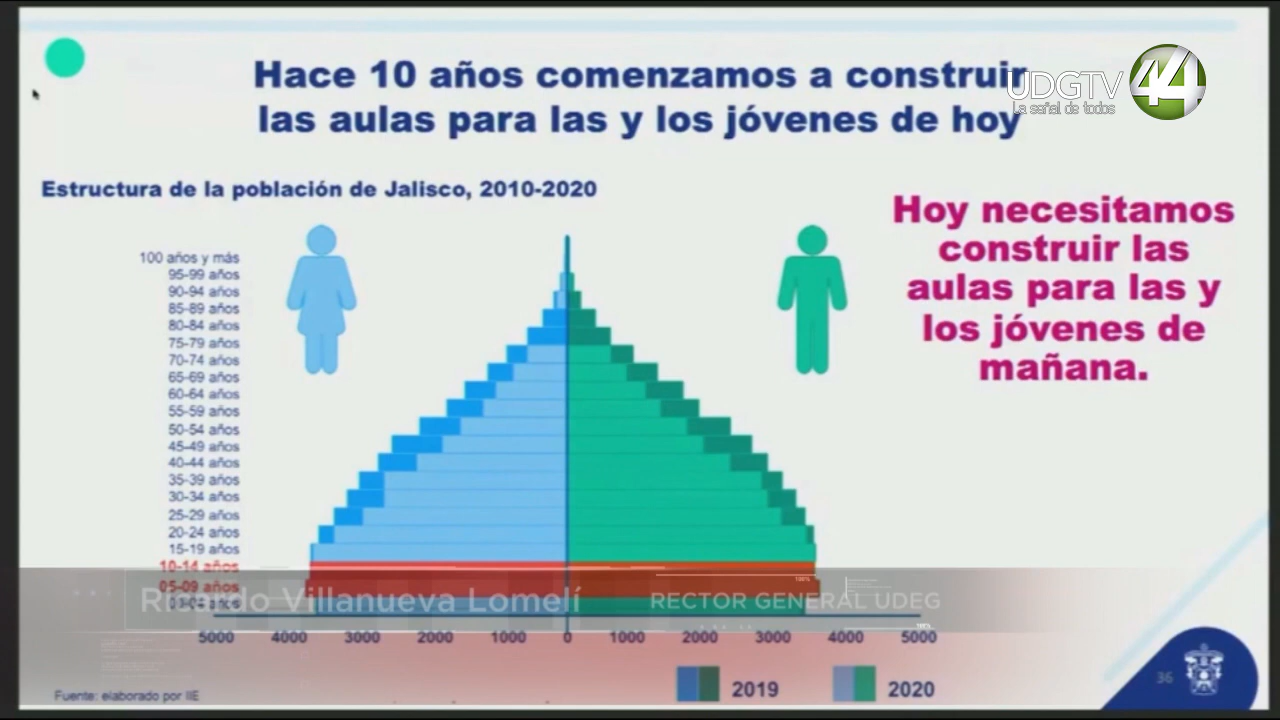 Hace 10 años comenzamos a construir
las aulas para las y los jóvenes de hoy
UDGTV 44
La señal de todos
Estructura de la población de Jalisco, 2010-2020
Hoy necesitamos
construir las
aulas para las y
los jóvenes de
mañana.
100 años y más
95-99 años
90-94 años
85-89 años
80-84 años
75-79 años
70-74 años
65-69 años
60-64 años
55-59 años
50-54 años
45-49 años
40-44 años
35-39 años
30-34 años
25-29 años
20-24 años
15-19 años
10-14 años
05-09 años
Ricardo Villanueva Lomelí
RECTOR GENERAL UDEG
100%
100%
5000 4000 3000 2000 1000 0 1000 2000 3000 4000 5000
2019 2020
Fuente: elaborado por IIE
36